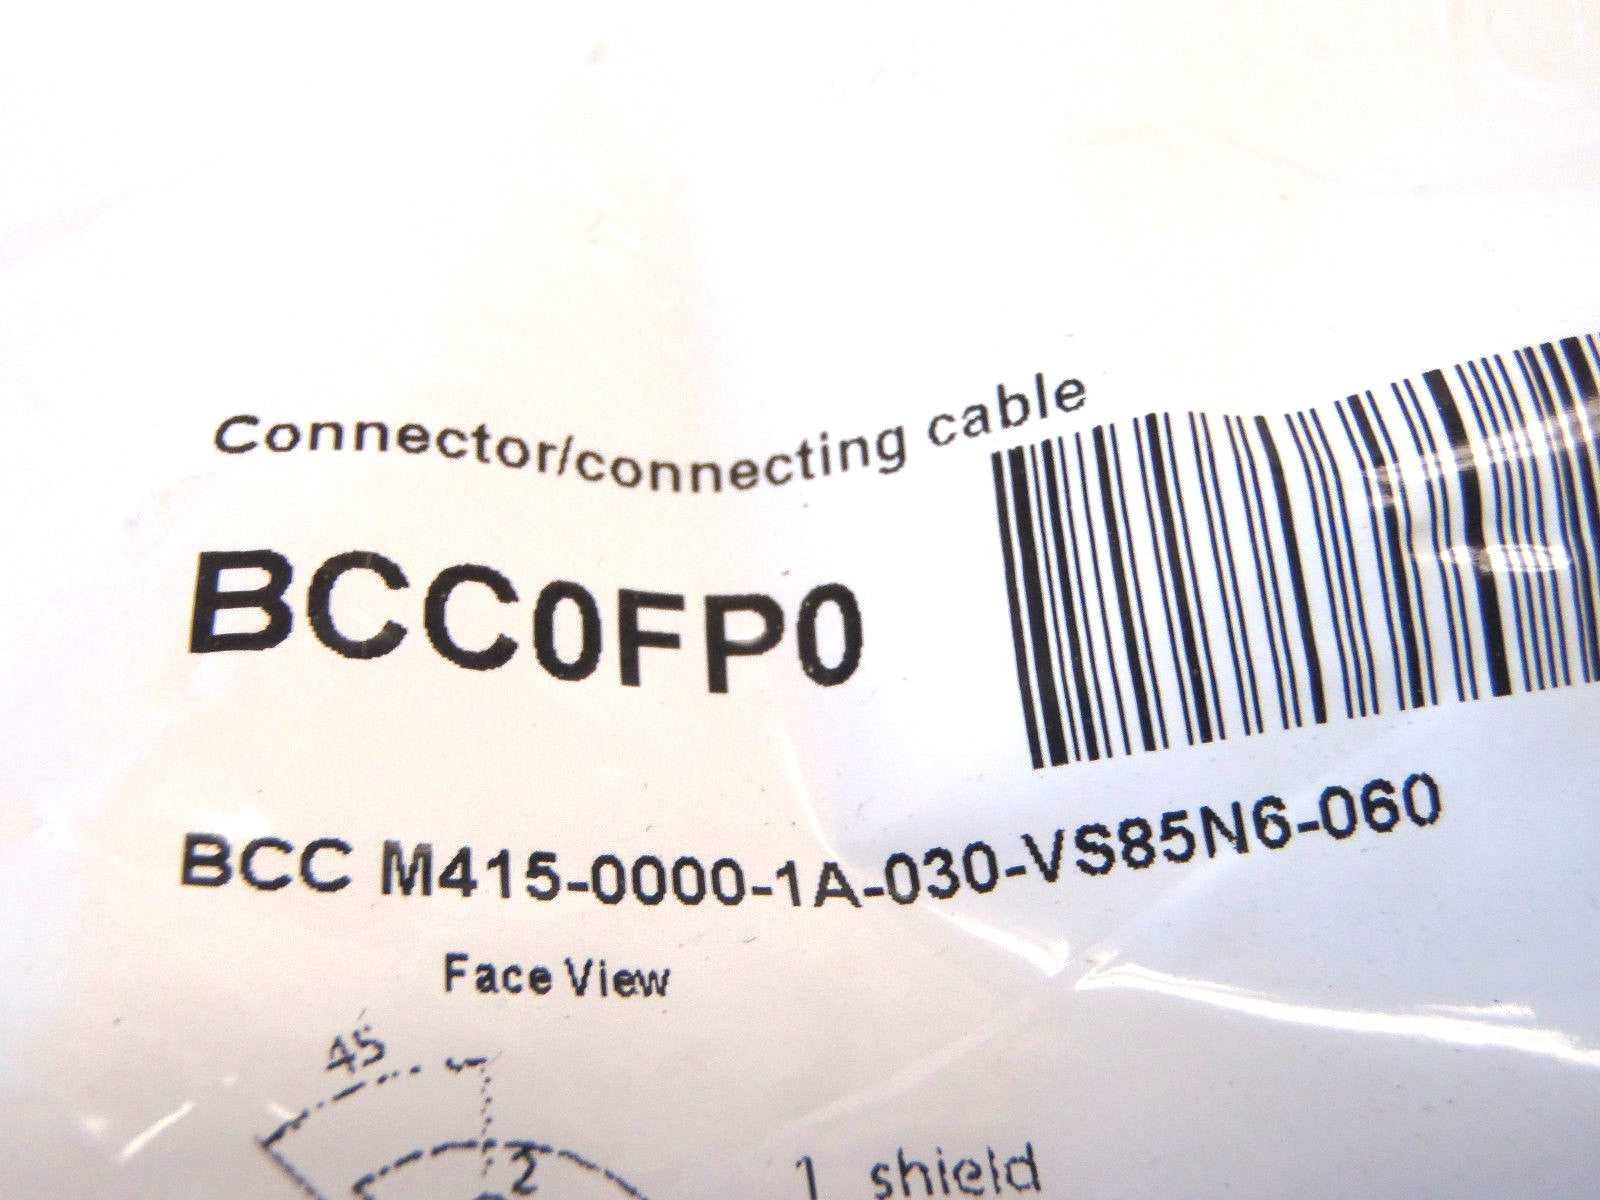 Connector/connecting cable
BCC0FP0
BCC M415-0000-1A-030-VS85N6-060
Face View
45
2
1 shield